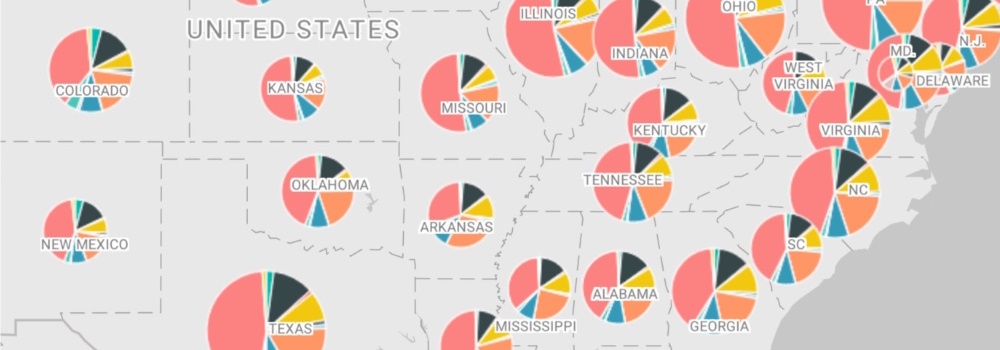 PA
OHIO
ILLINOIS
UNITED STATES
N.J.
MD.
INDIANA
WEST
VIRGINIA
DELAWARE
COLORADO
KANSAS
MISSOURI
KENTUCKY
VIRGINIA
TENNESSEE
OKLAHOMA
NC
ARKANSAS
NEW MEXICO
SC
ALABAMA
TEXAS
MISSISSIPPI
GEORGIA